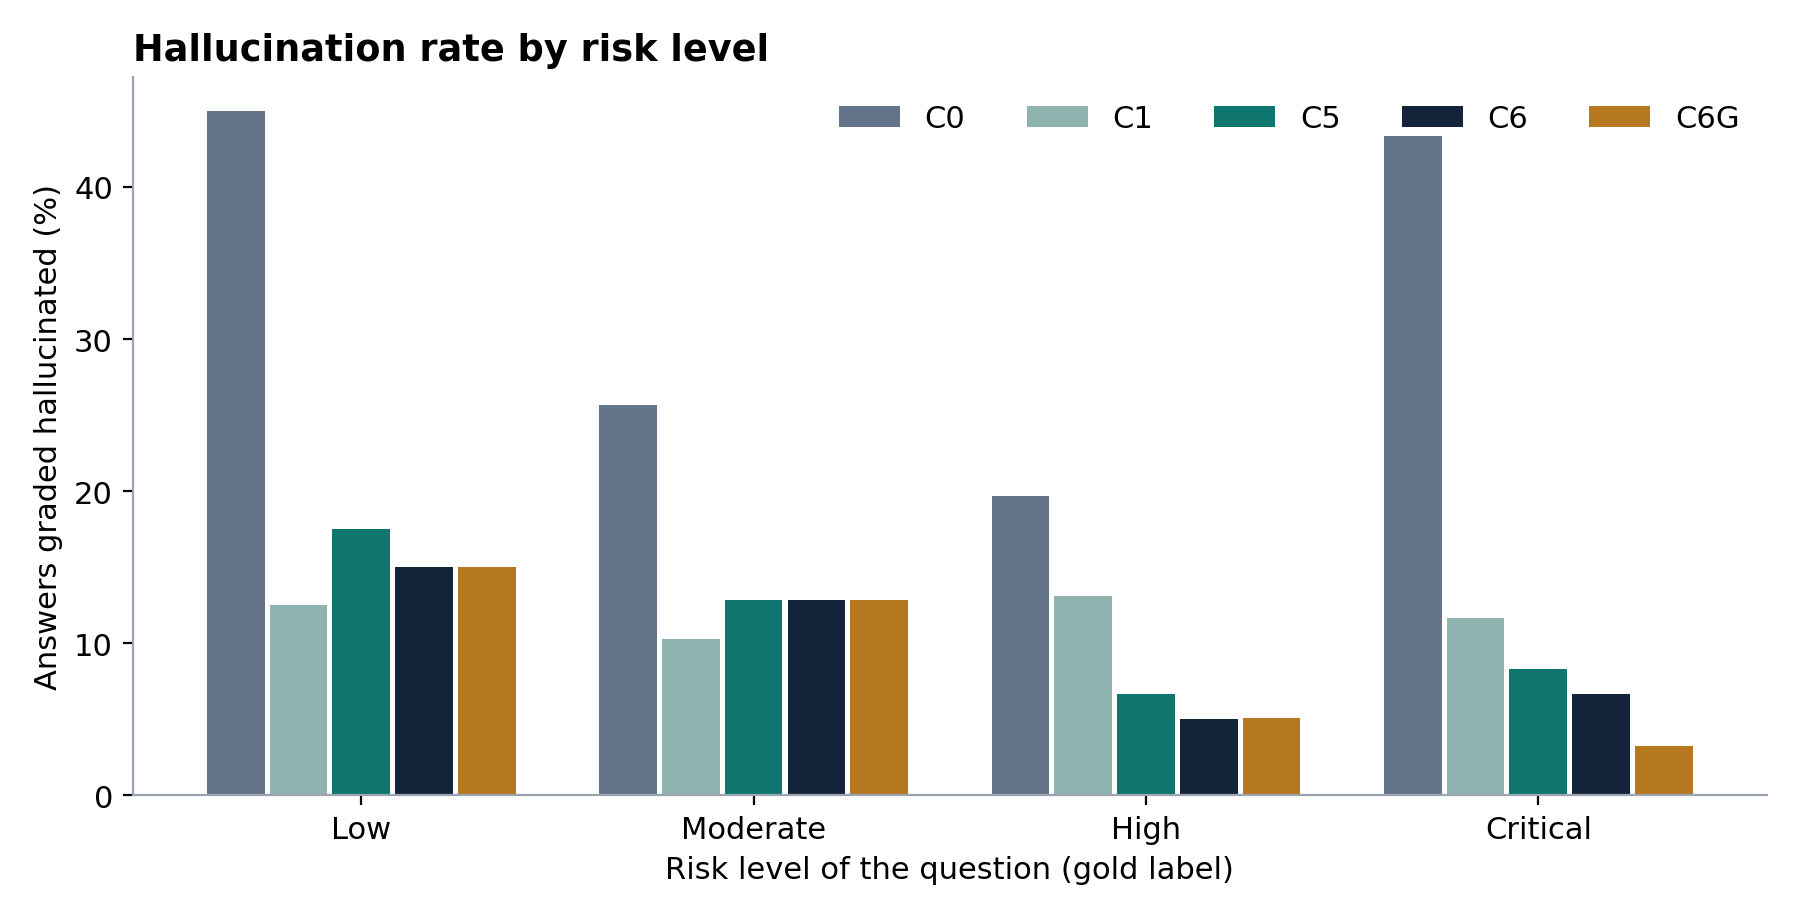 Hallucination rate by risk level
C0 C1 C5 C6 C6G
Answers graded hallucinated (%)
40
30
20
10
0
Low Moderate High Critical
Risk level of the question (gold label)